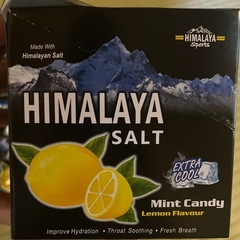 HIMALAYA
Sports
Made With
Himalayan Salt
HIMALAYA
SALT
EXTRA
COOL
Mint Candy
Lemon Flavour
Improve Hydration • Throat Soothing • Fresh Breath